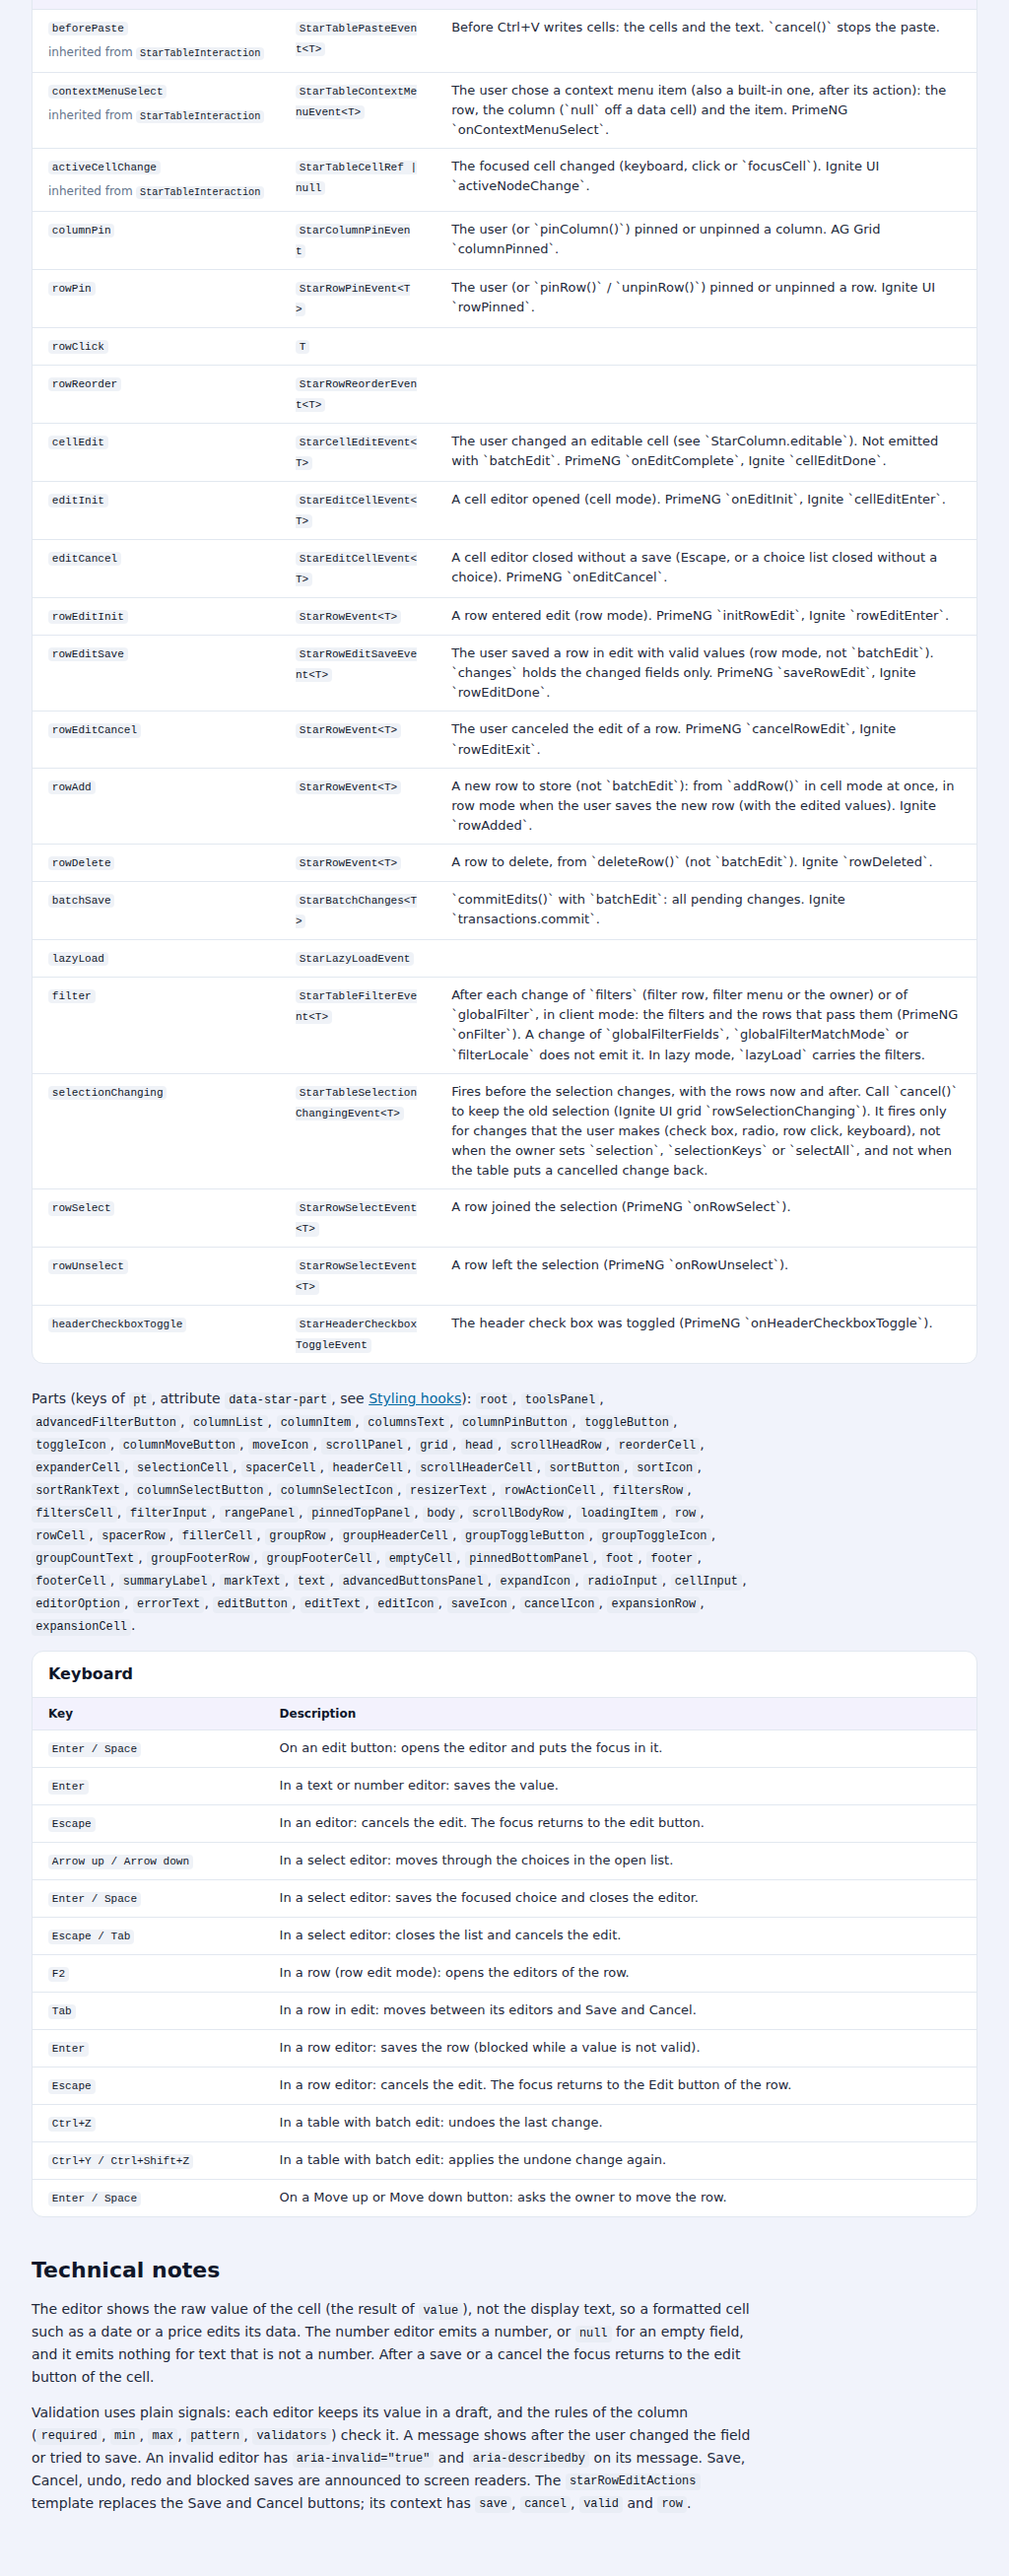 beforePaste
inherited from StarTableInteraction
StarTablePasteEven
t<T>
Before Ctrl+V writes cells: the cells and the text. `cancel()` stops the paste.
contextMenuSelect
inherited from StarTableInteraction
StarTableContextMe
nuEvent<T>
The user chose a context menu item (also a built-in one, after its action): the
row, the column (`null` off a data cell) and the item. PrimeNG
`onContextMenuSelect`.
activeCellChange
inherited from StarTableInteraction
StarTableCellRef |
null
The focused cell changed (keyboard, click or `focusCell`). Ignite UI
`activeNodeChange`.
columnPin
StarColumnPinEven
t
The user (or `pinColumn()`) pinned or unpinned a column. AG Grid
`columnPinned`.
rowPin
StarRowPinEvent<T
>
The user (or `pinRow()` / `unpinRow()`) pinned or unpinned a row. Ignite UI
`rowPinned`.
rowClick
T
rowReorder
StarRowReorderEven
t<T>
cellEdit
StarCellEditEvent<
T>
The user changed an editable cell (see `StarColumn.editable`). Not emitted
with `batchEdit`. PrimeNG `onEditComplete`, Ignite `cellEditDone`.
editInit
StarEditCellEvent<
T>
A cell editor opened (cell mode). PrimeNG `onEditInit`, Ignite `cellEditEnter`.
editCancel
StarEditCellEvent<
T>
A cell editor closed without a save (Escape, or a choice list closed without a
choice). PrimeNG `onEditCancel`.
rowEditInit
StarRowEvent<T>
A row entered edit (row mode). PrimeNG `initRowEdit`, Ignite `rowEditEnter`.
rowEditSave
StarRowEditSaveEve
nt<T>
The user saved a row in edit with valid values (row mode, not `batchEdit`).
`changes` holds the changed fields only. PrimeNG `saveRowEdit`, Ignite
`rowEditDone`.
rowEditCancel
StarRowEvent<T>
The user canceled the edit of a row. PrimeNG `cancelRowEdit`, Ignite
`rowEditExit`.
rowAdd
StarRowEvent<T>
A new row to store (not `batchEdit`): from `addRow()` in cell mode at once, in
row mode when the user saves the new row (with the edited values). Ignite
`rowAdded`.
rowDelete
StarRowEvent<T>
A row to delete, from `deleteRow()` (not `batchEdit`). Ignite `rowDeleted`.
batchSave
StarBatchChanges<T
>
`commitEdits()` with `batchEdit`: all pending changes. Ignite
`transactions.commit`.
lazyLoad
StarLazyLoadEvent
filter
StarTableFilterEve
nt<T>
After each change of `filters` (filter row, filter menu or the owner) or of
`globalFilter`, in client mode: the filters and the rows that pass them (PrimeNG
`onFilter`). A change of `globalFilterFields`, `globalFilterMatchMode` or
`filterLocale` does not emit it. In lazy mode, `lazyLoad` carries the filters.
selectionChanging
StarTableSelection
ChangingEvent<T>
Fires before the selection changes, with the rows now and after. Call `cancel()`
to keep the old selection (Ignite UI grid `rowSelectionChanging`). It fires only
for changes that the user makes (check box, radio, row click, keyboard), not
when the owner sets `selection`, `selectionKeys` or `selectAll`, and not when
the table puts a cancelled change back.
rowSelect
StarRowSelectEvent
<T>
A row joined the selection (PrimeNG `onRowSelect`).
rowUnselect
StarRowSelectEvent
<T>
A row left the selection (PrimeNG `onRowUnselect`).
headerCheckboxToggle
StarHeaderCheckbox
ToggleEvent
The header check box was toggled (PrimeNG `onHeaderCheckboxToggle`).
Parts (keys of pt, attribute data-star-part, see Styling hooks): root, toolsPanel,
advancedFilterButton, columnList, columnItem, columnsText, columnPinButton, toggleButton,
toggleIcon, columnMoveButton, moveIcon, scrollPanel, grid, head, scrollHeadRow, reorderCell,
expanderCell, selectionCell, spacerCell, headerCell, scrollHeaderCell, sortButton, sortIcon,
sortRankText, columnSelectButton, columnSelectIcon, resizerText, rowActionCell, filtersRow,
filtersCell, filterInput, rangePanel, pinnedTopPanel, body, scrollBodyRow, loadingItem, row,
rowCell, spacerRow, fillerCell, groupRow, groupHeaderCell, groupToggleButton, groupToggleIcon,
groupCountText, groupFooterRow, groupFooterCell, emptyCell, pinnedBottomPanel, foot, footer,
footerCell, summaryLabel, markText, text, advancedButtonsPanel, expandIcon, radioInput, cellInput,
editorOption, errorText, editButton, editText, editIcon, saveIcon, cancelIcon, expansionRow,
expansionCell.
Keyboard
Key
Description
Enter / Space
On an edit button: opens the editor and puts the focus in it.
Enter
In a text or number editor: saves the value.
Escape
In an editor: cancels the edit. The focus returns to the edit button.
Arrow up / Arrow down
In a select editor: moves through the choices in the open list.
Enter / Space
In a select editor: saves the focused choice and closes the editor.
Escape / Tab
In a select editor: closes the list and cancels the edit.
F2
In a row (row edit mode): opens the editors of the row.
Tab
In a row in edit: moves between its editors and Save and Cancel.
Enter
In a row editor: saves the row (blocked while a value is not valid).
Escape
In a row editor: cancels the edit. The focus returns to the Edit button of the row.
Ctrl+Z
In a table with batch edit: undoes the last change.
Ctrl+Y / Ctrl+Shift+Z
In a table with batch edit: applies the undone change again.
Enter / Space
On a Move up or Move down button: asks the owner to move the row.
Technical notes
The editor shows the raw value of the cell (the result of value), not the display text, so a formatted cell
such as a date or a price edits its data. The number editor emits a number, or null for an empty field,
and it emits nothing for text that is not a number. After a save or a cancel the focus returns to the edit
button of the cell.
Validation uses plain signals: each editor keeps its value in a draft, and the rules of the column
(required, min, max, pattern, validators) check it. A message shows after the user changed the field
or tried to save. An invalid editor has aria-invalid="true" and aria-describedby on its message. Save,
Cancel, undo, redo and blocked saves are announced to screen readers. The starRowEditActions
template replaces the Save and Cancel buttons; its context has save, cancel, valid and row.